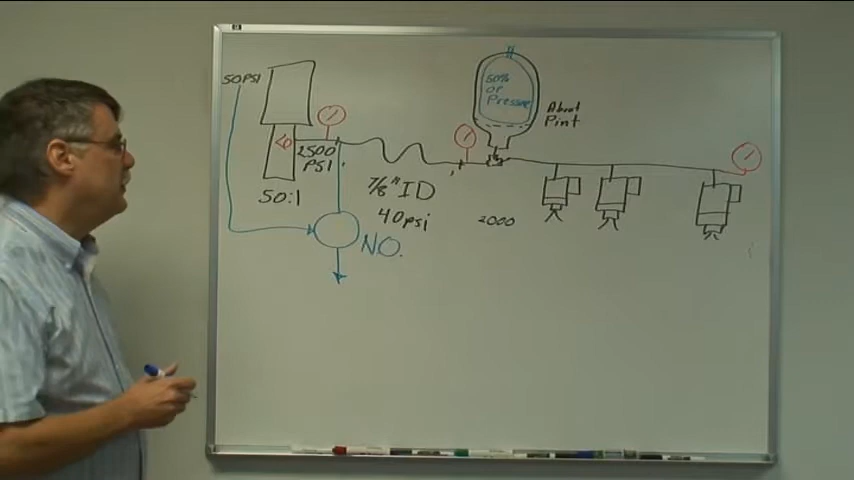 50PSI
50%
of
Pressure
About
Pint
2500
PSI
50:1
7/8" ID
40psi
2000
NO.